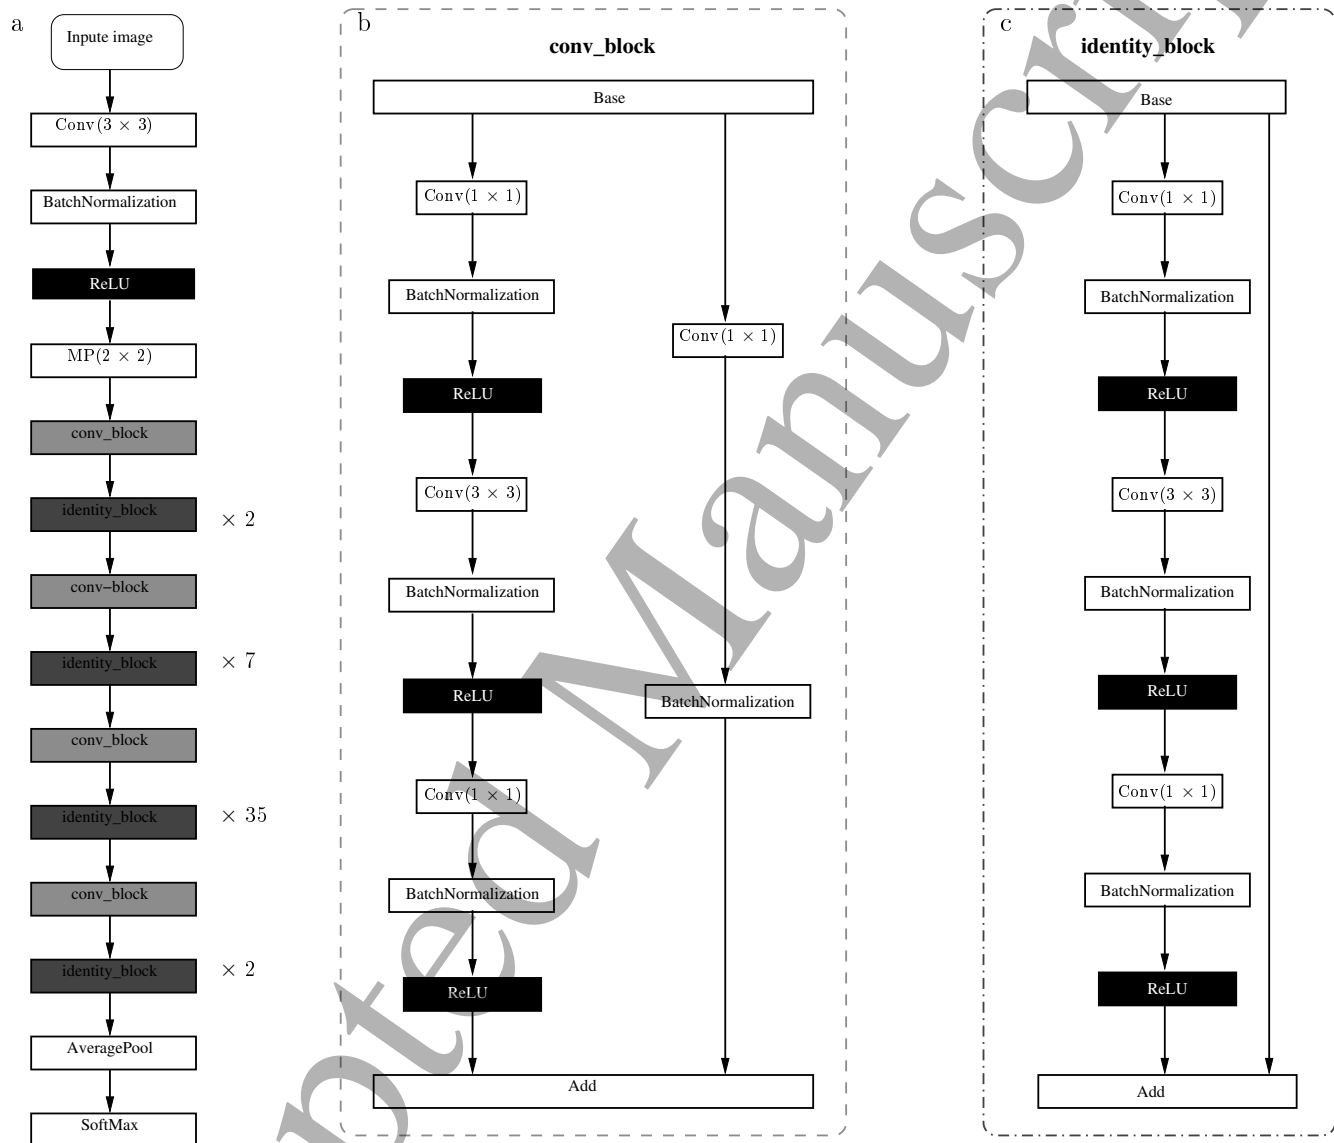 a
Inpute image
Conv(3 × 3)
BatchNormalization
ReLU
MP(2 × 2)
conv_block
identity_block
× 2
conv−block
identity_block
× 7
conv_block
identity_block
× 35
conv_block
identity_block
× 2
AveragePool
SoftMax
b
conv_block
Base
Conv(1 × 1)
BatchNormalization
ReLU
Conv(3 × 3)
BatchNormalization
ReLU
Conv(1 × 1)
BatchNormalization
ReLU
Conv(1 × 1)
BatchNormalization
Add
c
identity_block
Base
Conv(1 × 1)
BatchNormalization
ReLU
Conv(3 × 3)
BatchNormalization
ReLU
Conv(1 × 1)
BatchNormalization
ReLU
Add
pted Manuscri